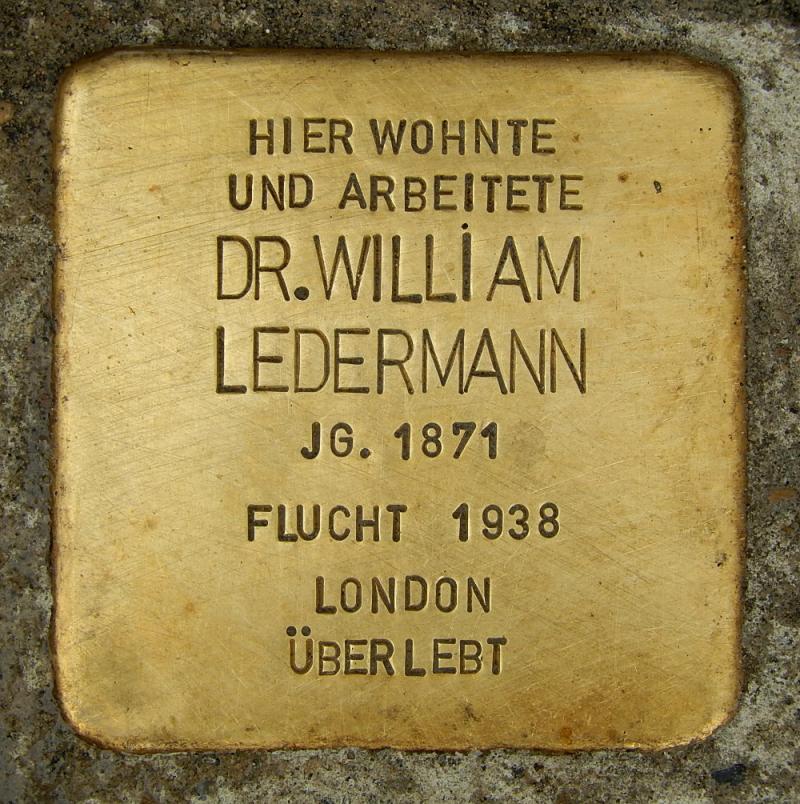 HIER WOHNTE
UND ARBEITETE
DR. WILLiAM
LEDERMANN
JG. 1871
FLUCHT 1938
LONDON
ÜBERLEBT